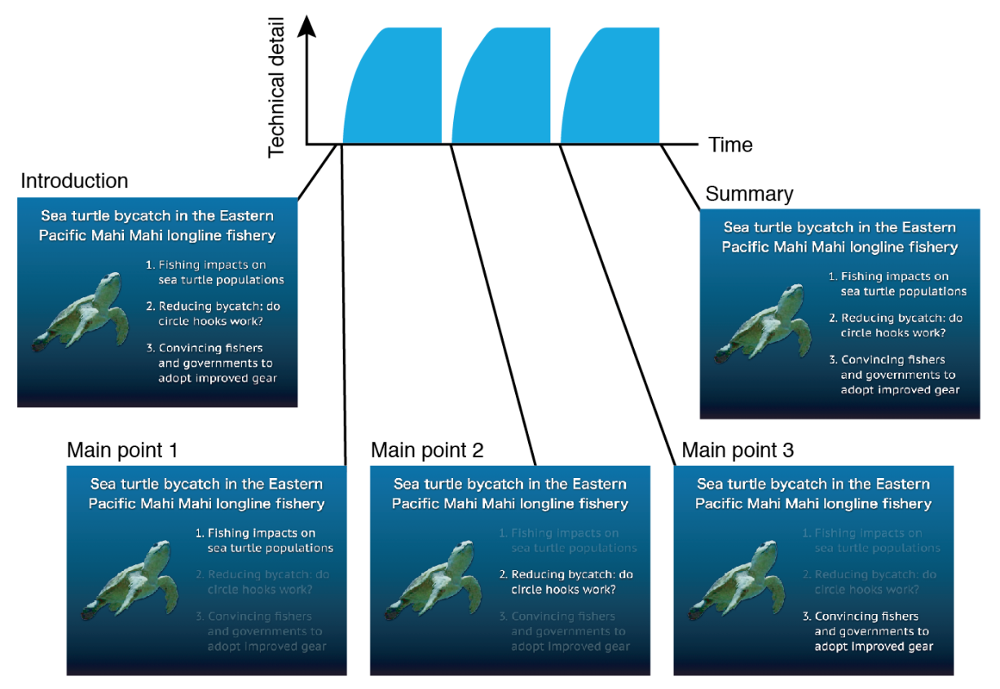 Technical detail
Time
Introduction
Sea turtle bycatch in the Eastern
Pacific Mahi Mahi longline fishery
1. Fishing impacts on
sea turtle populations
2. Reducing bycatch: do
circle hooks work?
3. Convincing fishers
and governments to
adopt improved gear
Summary
Sea turtle bycatch in the Eastern
Pacific Mahi Mahi longline fishery
1. Fishing impacts on
sea turtle populations
2. Reducing bycatch: do
circle hooks work?
3. Convincing fishers
and governments to
adopt improved gear
Main point 1
Sea turtle bycatch in the Eastern
Pacific Mahi Mahi longline fishery
1. Fishing impacts on
sea turtle populations
2. Reducing bycatch: do
circle hooks work?
3. Convincing fishers
and governments to
adopt improved gear
Main point 2
Sea turtle bycatch in the Eastern
Pacific Mahi Mahi longline fishery
1. Fishing impacts on
sea turtle populations
2. Reducing bycatch: do
circle hooks work?
3. Convincing fishers
and governments to
adopt improved gear
Main point 3
Sea turtle bycatch in the Eastern
Pacific Mahi Mahi longline fishery
1. Fishing impacts on
sea turtle populations
2. Reducing bycatch: do
circle hooks work?
3. Convincing fishers
and governments to
adopt improved gear